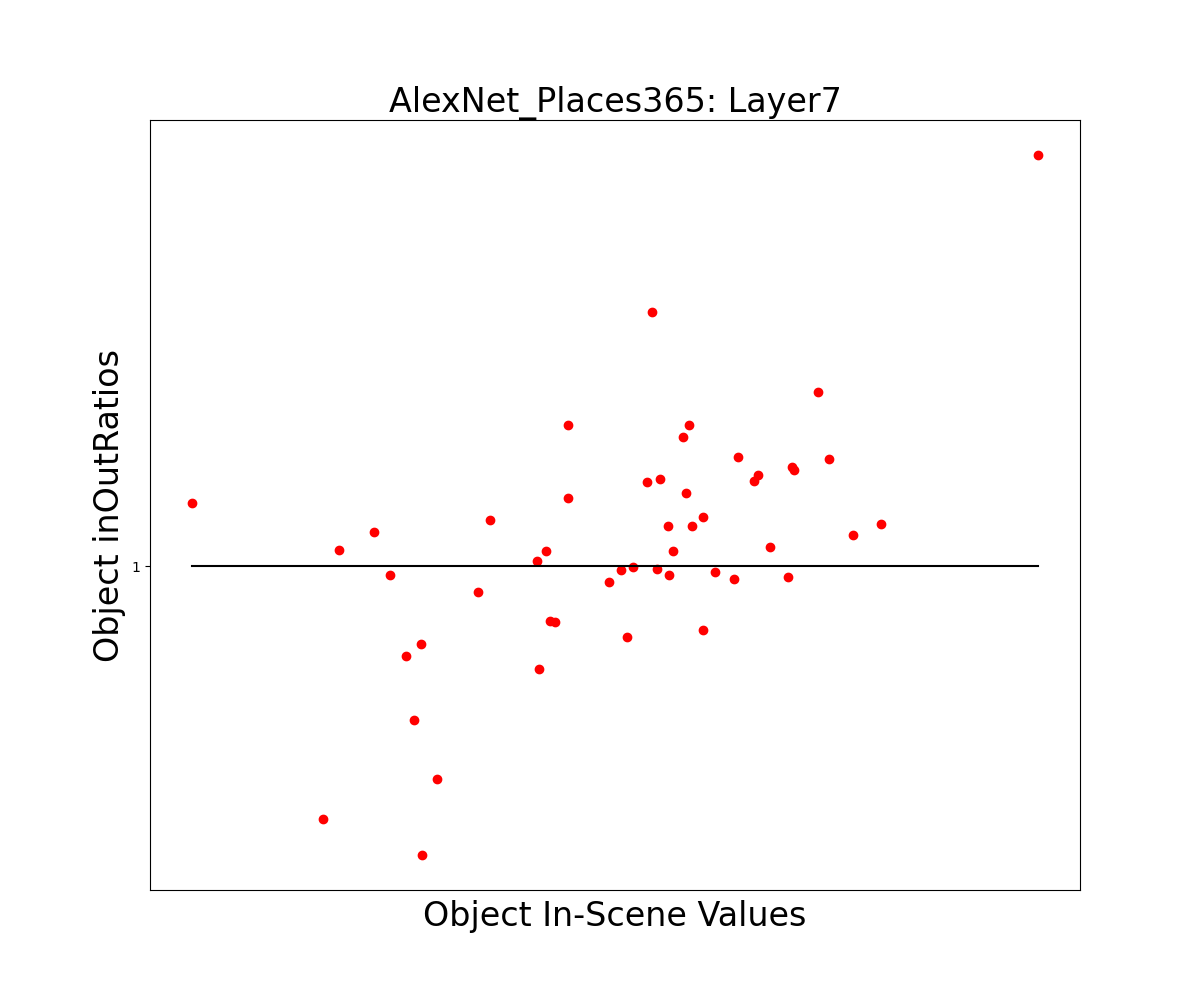 AlexNet_Places365: Layer7
Object inOutRatios
1
Object In-Scene Values